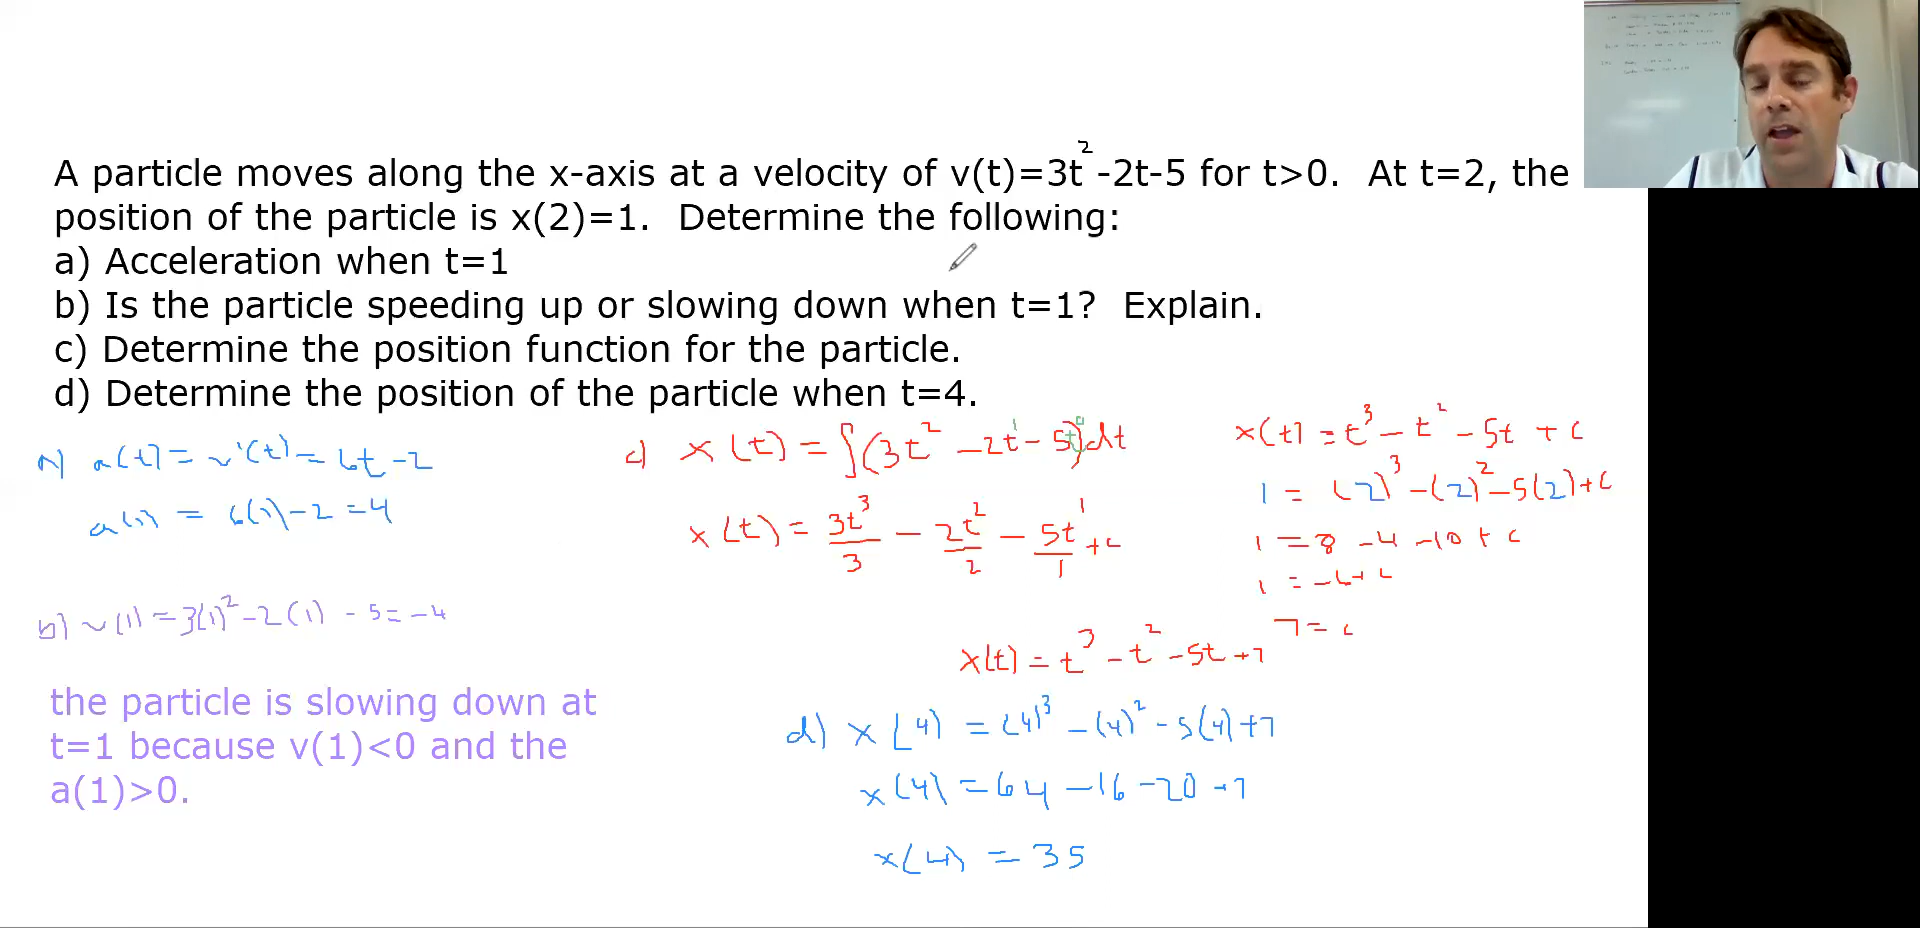 A particle moves along the x-axis at a velocity of v(t)=3t²-2t-5 for t>0. At t=2, the
position of the particle is x(2)=1. Determine the following:
a) Acceleration when t=1
b) Is the particle speeding up or slowing down when t=1? Explain.
c) Determine the position function for the particle.
d) Determine the position of the particle when t=4.
a) a(t) = v'(t) = 6t - 2
a(1) = 6(1) - 2 = 4
b) v(1) = 3(1)² - 2(1) - 5 = -4
the particle is slowing down at
t=1 because v(1)<0 and the
a(1)>0.
c) x(t) = ∫(3t² - 2t¹ - 5t⁰)dt
x(t) = 3t³/3 - 2t²/2 - 5t¹/1 + c
x(t) = t³ - t² - 5t + c
1 = (2)³ - (2)² - 5(2) + c
1 = 8 - 4 - 10 + c
1 = -6 + c
7 = c
x(t) = t³ - t² - 5t + 7
d) x(4) = (4)³ - (4)² - 5(4) + 7
x(4) = 64 - 16 - 20 + 7
x(4) = 35